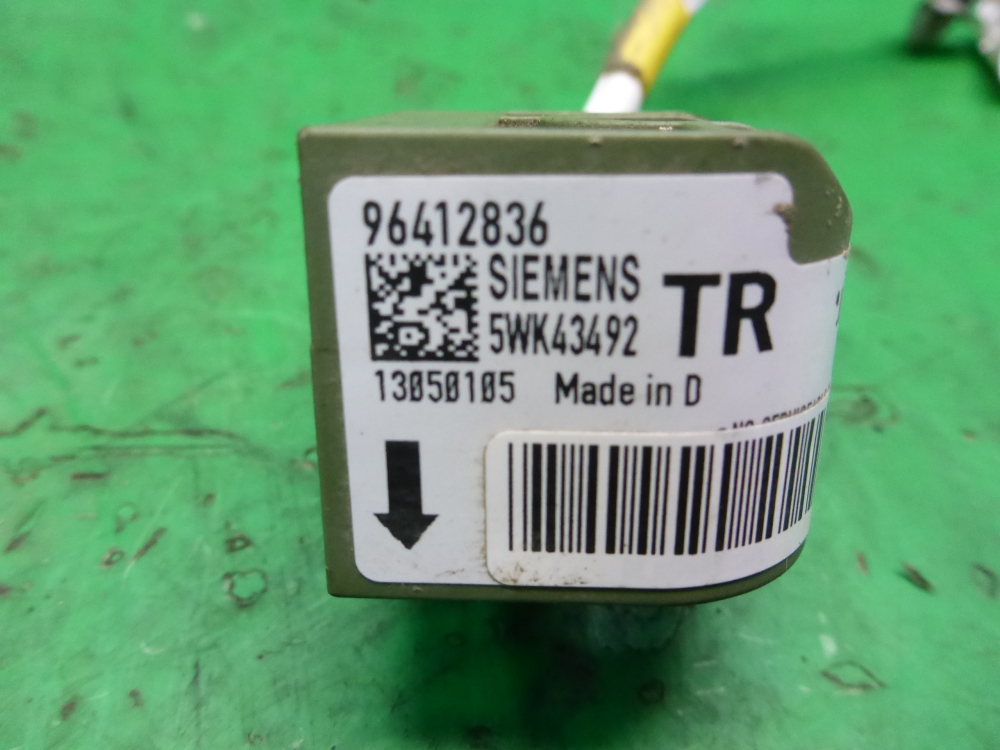 96412836
SIEMENS
5WK43492
TR
13050105 Made in D